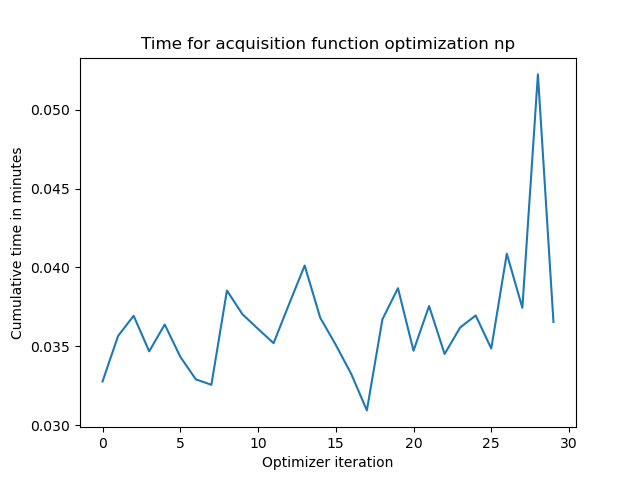 Time for acquisition function optimization np
Cumulative time in minutes
0.050
0.045
0.040
0.035
0.030
0 5 10 15 20 25 30
Optimizer iteration